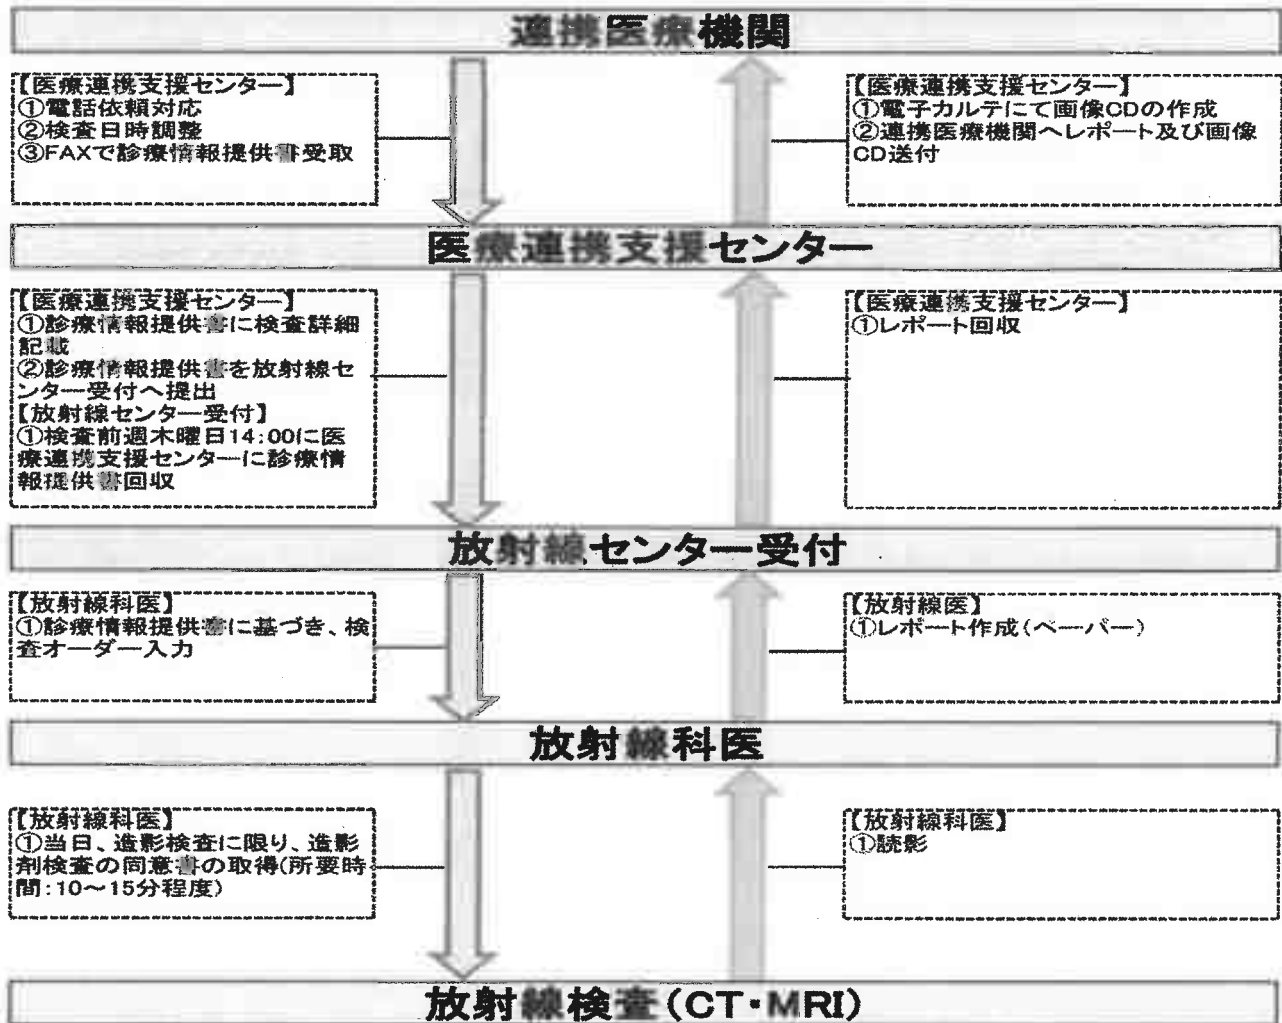 連携医療機関
【医療連携支援センター】
①電話依頼対応
②検査日時調整
③FAXで診療情報提供書受取
【医療連携支援センター】
①電子カルテにて画像CDの作成
②連携医療機関へレポート及び画像
CD送付
医療連携支援センター
【医療連携支援センター】
①診療情報提供書に検査詳細
記載
②診療情報提供書を放射線セ
ンター受付へ提出
【放射線センター受付】
①検査前週木曜日14:00に医
療連携支援センターに診療情
報提供書回収
【医療連携支援センター】
①レポート回収
放射線センター受付
【放射線科医】
①診療情報提供書に基づき、検
査オーダー入力
【放射線医】
①レポート作成(ペーパー)
放射線科医
【放射線科医】
①当日、造影検査に限り、造影
剤検査の同意書の取得(所要時
間:10～15分程度)
【放射線科医】
①読影
放射線検査(CT・MRI)